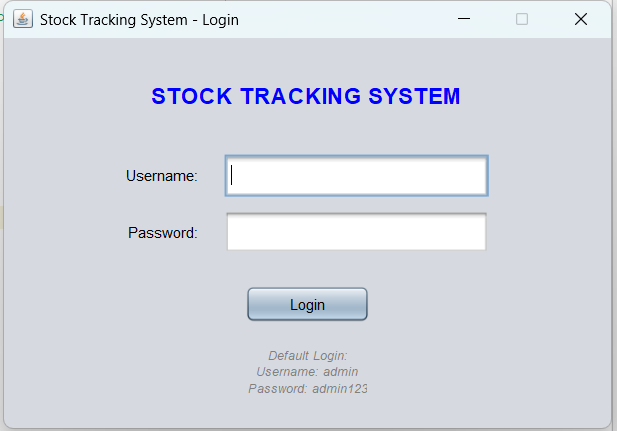 Stock Tracking System - Login
STOCK TRACKING SYSTEM
Username:
Password:
Login
Default Login:
Username: admin
Password: admin123